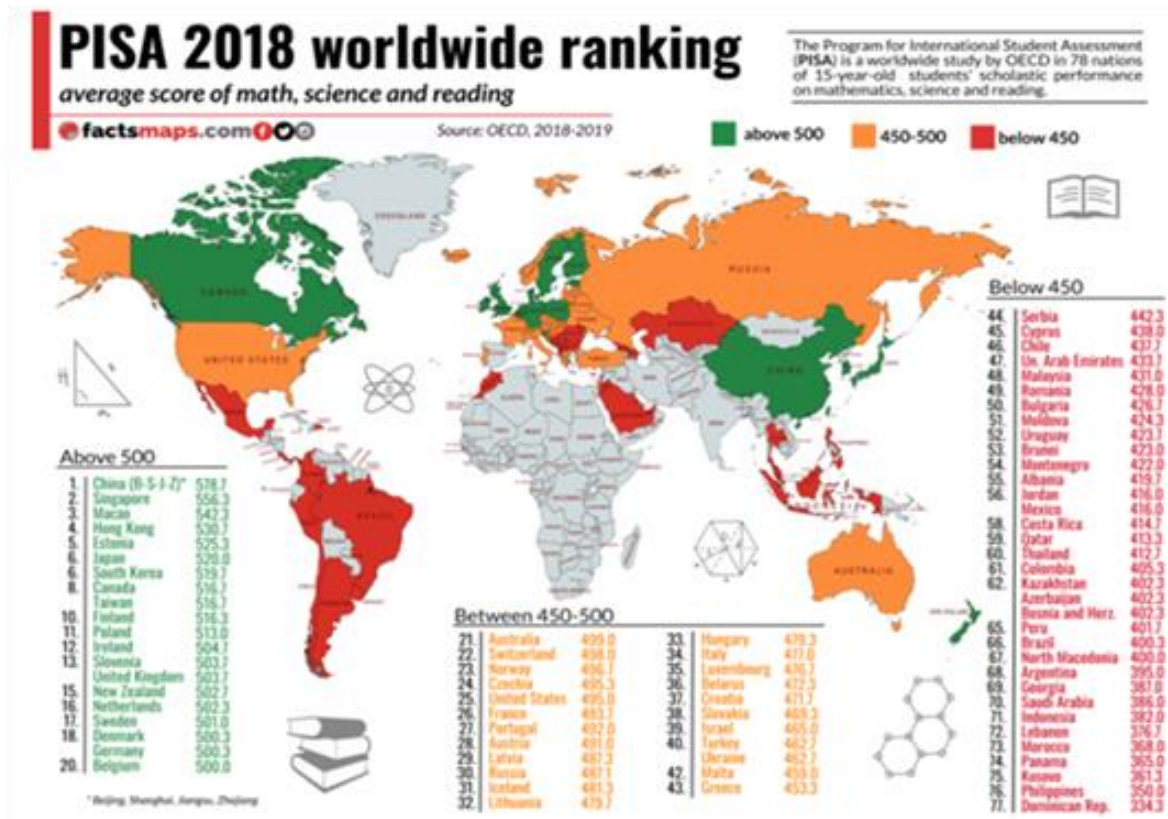 PISA 2018 worldwide ranking
average score of math, science and reading
factsmaps.com
Source: OECD, 2018-2019
The Program for International Student Assessment
(PISA) is a worldwide study by OECD in 78 nations
of 15-year-old students' scholastic performance
on mathematics, science and reading.
above 500
450-500
below 450
GREENLAND
CANADA
UNITED STATES
RUSSIA
CHINA
BRAZIL
AUSTRALIA
Above 500
1. China (B-S-J-Z)* 578.7
2. Singapore 556.3
3. Macao 542.3
4. Hong Kong 530.7
5. Estonia 525.3
6. Japan 520.0
6. South Korea 519.7
8. Canada 516.7
Taiwan 516.7
10. Finland 516.3
11. Poland 513.0
12. Ireland 504.7
13. Slovenia 503.7
United Kingdom 503.7
15. New Zealand 502.7
16. Netherlands 502.3
17. Sweden 501.0
18. Denmark 500.3
Germany 500.3
20. Belgium 500.0
* Beijing, Shanghai, Jiangsu, Zhejiang
Between 450-500
21. Australia 499.0
22. Switzerland 498.0
23. Norway 496.7
24. Czechia 495.3
25. United States 495.0
26. France 493.7
27. Portugal 492.0
28. Austria 491.0
29. Latvia 487.3
30. Russia 487.1
31. Iceland 481.3
32. Lithuania 479.7
33. Hungary 479.3
34. Italy 477.0
35. Luxembourg 476.7
36. Belarus 472.3
37. Croatia 471.7
38. Slovakia 469.3
39. Israel 465.0
40. Turkey 462.7
Ukraine 462.7
42. Malta 459.0
43. Greece 453.3
Below 450
44. Serbia 442.3
45. Cyprus 438.0
46. Chile 437.7
47. Un. Arab Emirates 433.7
48. Malaysia 431.0
49. Romania 428.0
50. Bulgaria 426.7
51. Moldova 424.3
52. Uruguay 423.7
53. Brunei 423.0
54. Montenegro 422.0
55. Albania 419.7
56. Jordan 416.0
Mexico 416.0
58. Costa Rica 414.7
59. Qatar 413.3
60. Thailand 412.7
61. Colombia 405.3
62. Kazakhstan 402.3
Azerbaijan 402.3
Bosnia and Herz. 402.3
65. Peru 401.7
66. Brazil 400.3
67. North Macedonia 400.0
68. Argentina 395.0
69. Georgia 387.0
70. Saudi Arabia 386.0
71. Indonesia 382.0
72. Lebanon 376.7
73. Morocco 368.0
74. Panama 365.0
75. Kosovo 361.3
76. Philippines 350.0
77. Dominican Rep. 334.3